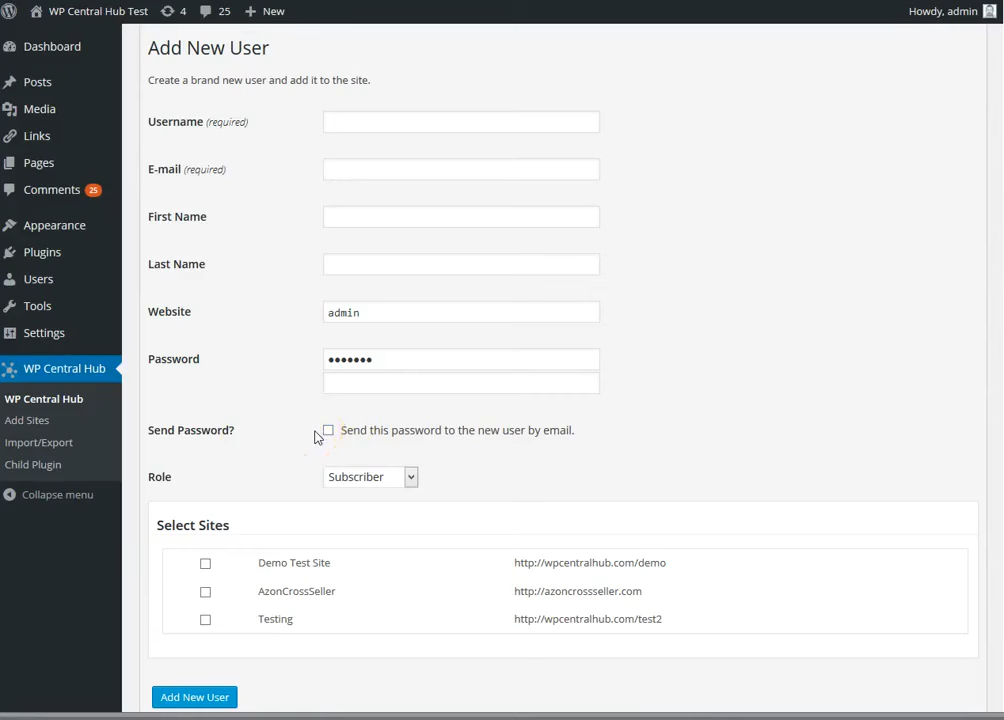 WP Central Hub Test 4 25 New Howdy, admin
Dashboard
Posts
Media
Links
Pages
Comments 25
Appearance
Plugins
Users
Tools
Settings
WP Central Hub
WP Central Hub
Add Sites
Import/Export
Child Plugin
Collapse menu
Add New User
Create a brand new user and add it to the site.
Username (required)
E-mail (required)
First Name
Last Name
Website admin
Password •••••••
Send Password? Send this password to the new user by email.
Role Subscriber
Select Sites
Demo Test Site http://wpcentralhub.com/demo
AzonCrossSeller http://azoncrossseller.com
Testing http://wpcentralhub.com/test2
Add New User